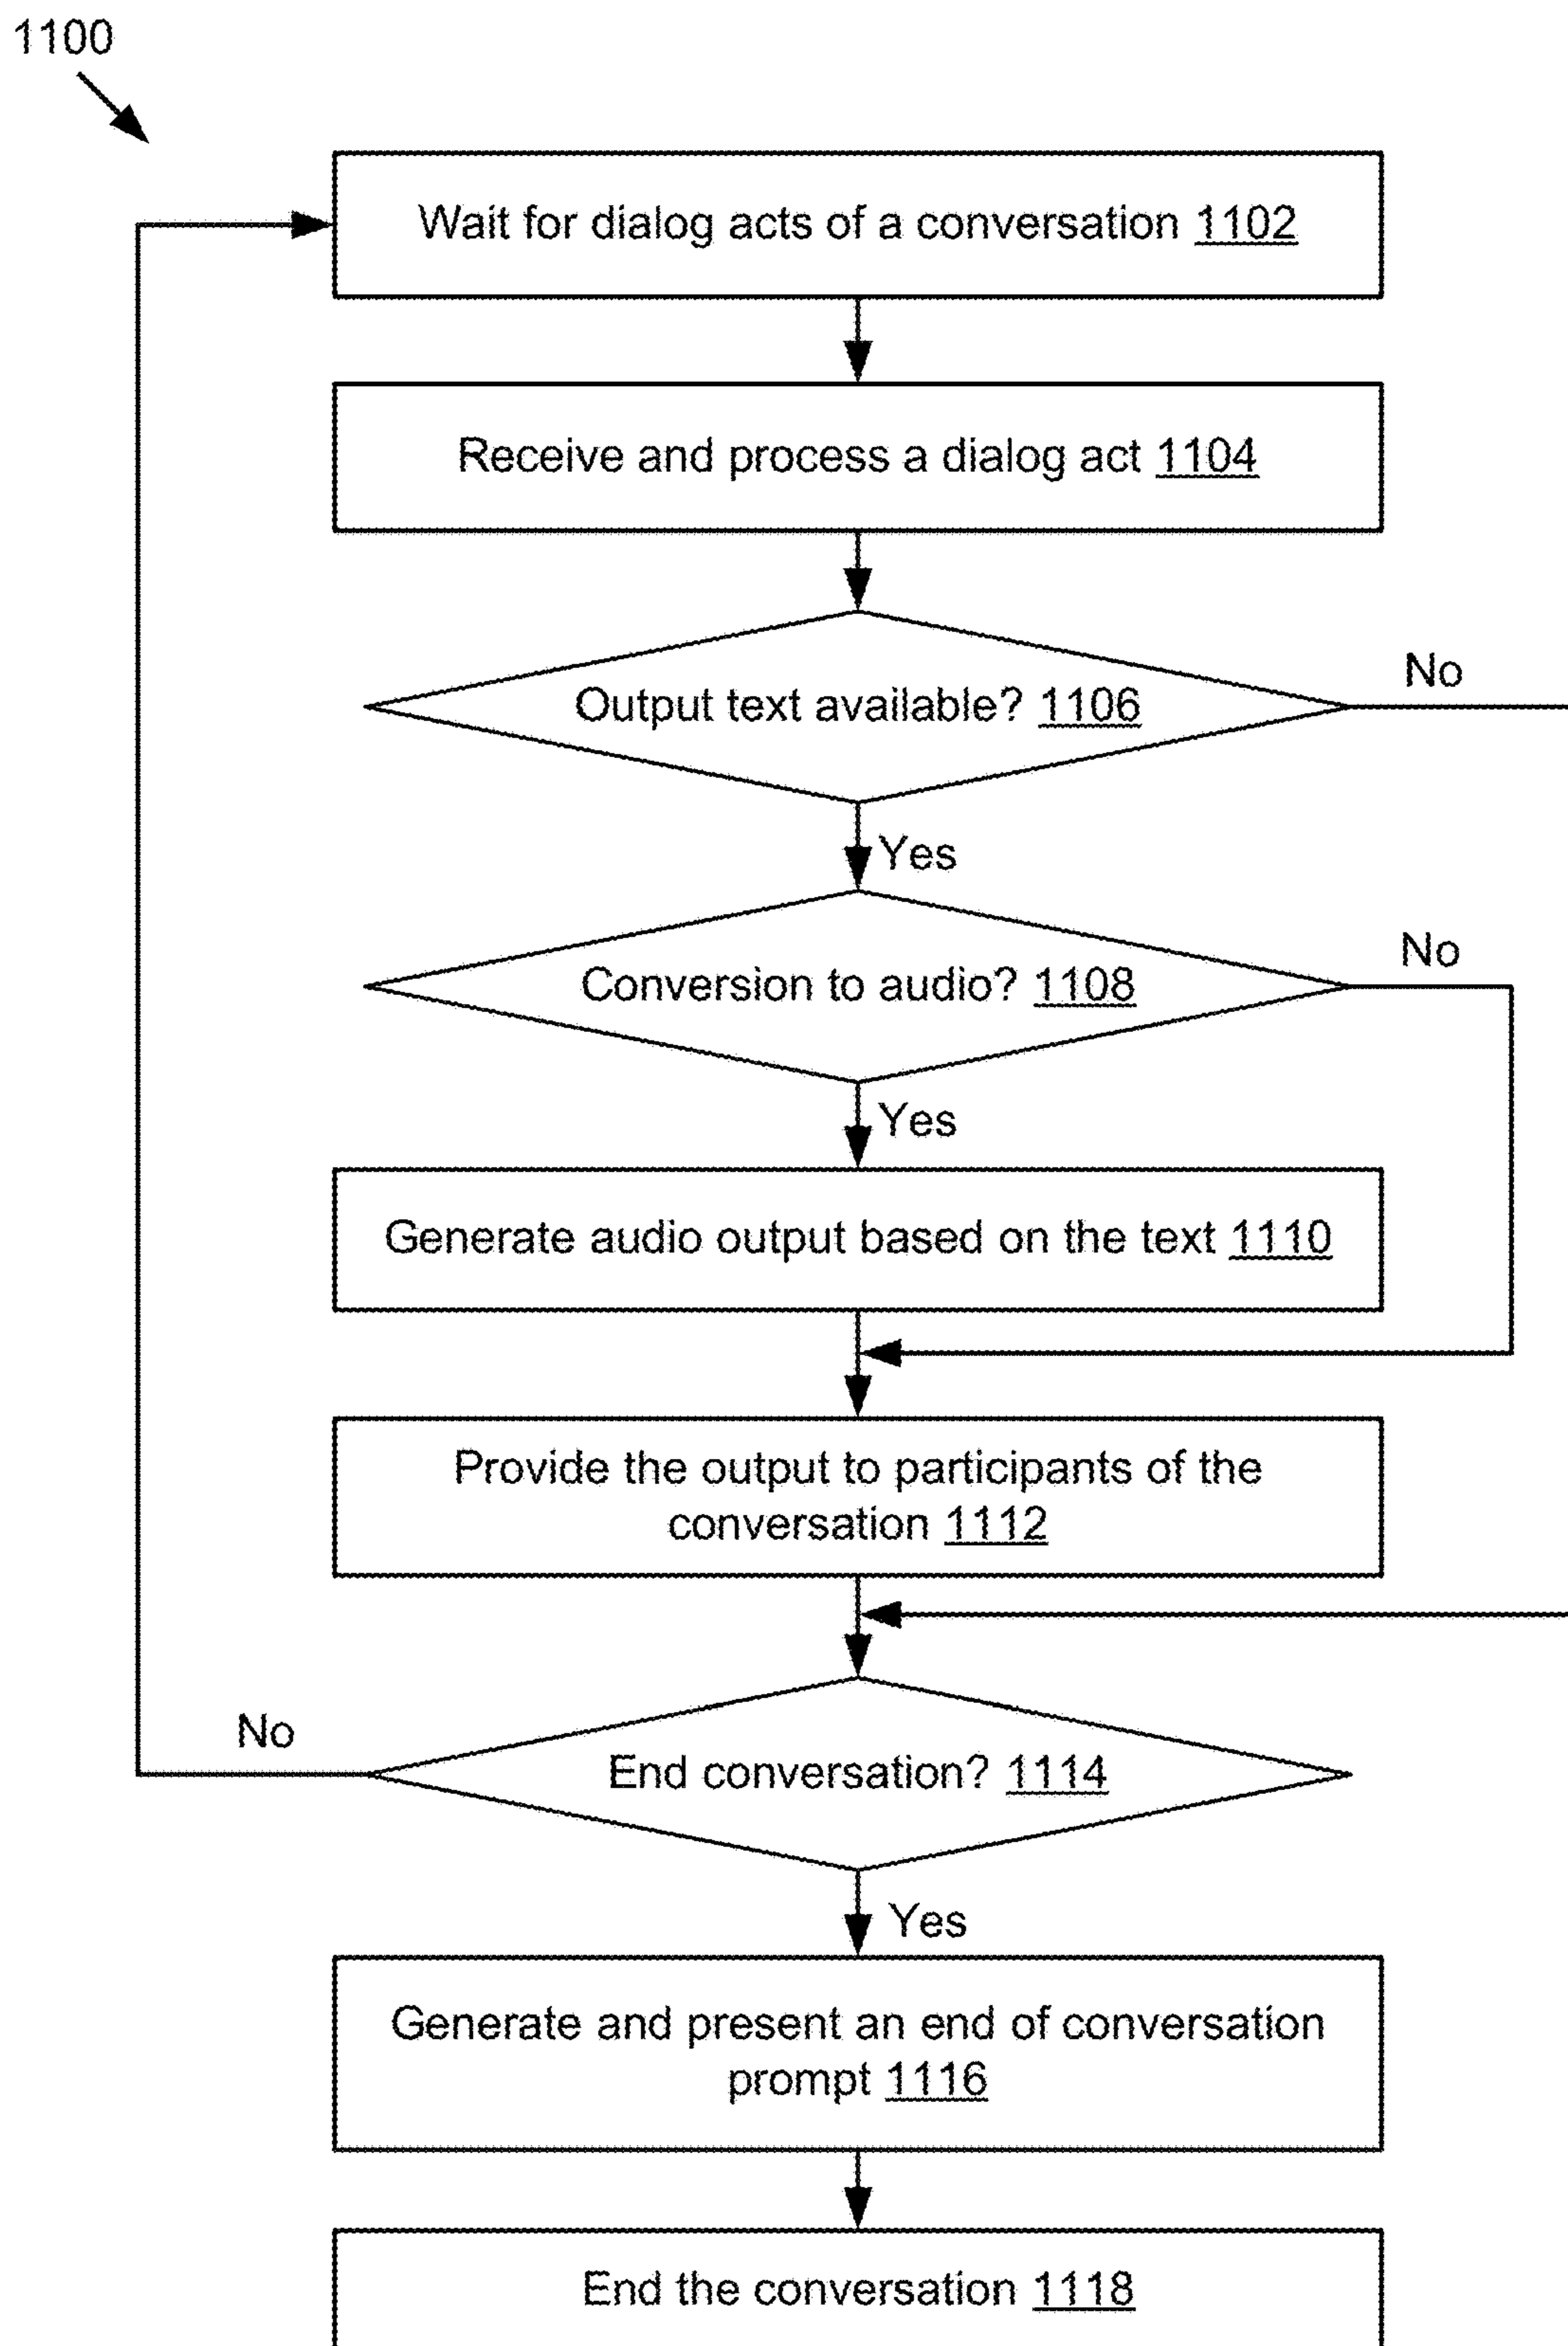 1100
Wait for dialog acts of a conversation 1102
Receive and process a dialog act 1104
No
Output text available? 1106
Yes
No
Conversion to audio? 1108
Yes
Generate audio output based on the text 1110
Provide the output to participants of the
conversation 1112
No
End conversation? 1114
Yes
Generate and present an end of conversation
prompt 1116
End the conversation 1118